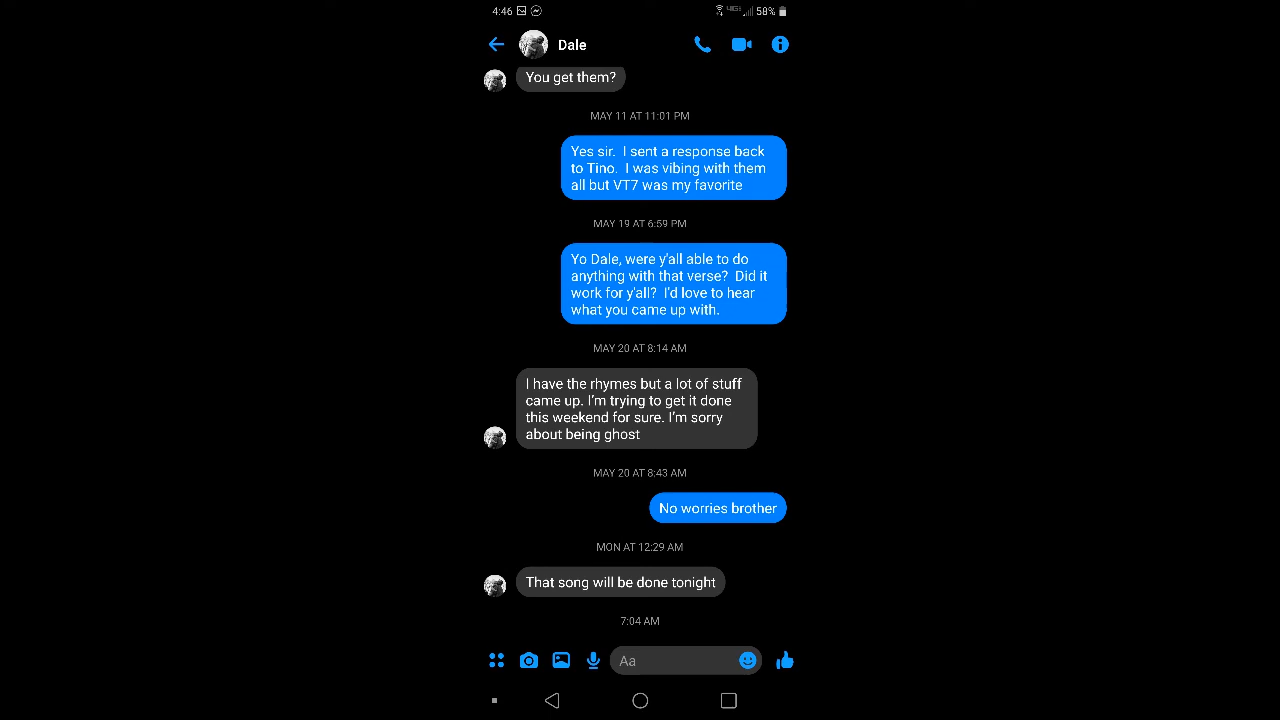 4:46 58%
Dale
You get them?
MAY 11 AT 11:01 PM
Yes sir.  I sent a response back
to Tino.  I was vibing with them
all but VT7 was my favorite
MAY 19 AT 6:59 PM
Yo Dale, were y'all able to do
anything with that verse?  Did it
work for y'all?  I'd love to hear
what you came up with.
MAY 20 AT 8:14 AM
I have the rhymes but a lot of stuff
came up. I'm trying to get it done
this weekend for sure. I'm sorry
about being ghost
MAY 20 AT 8:43 AM
No worries brother
MON AT 12:29 AM
That song will be done tonight
7:04 AM
Aa